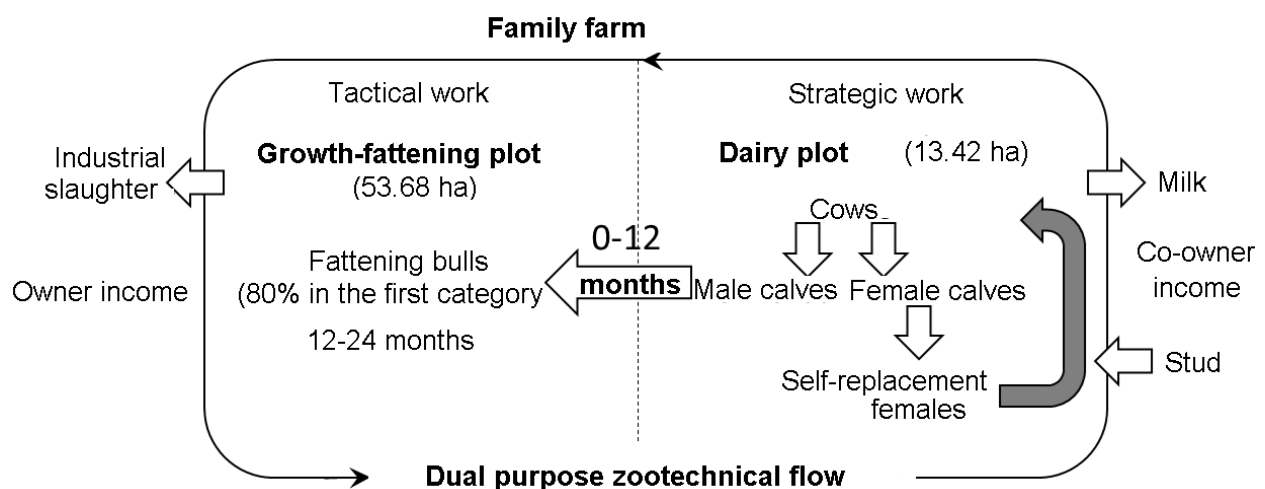 Family farm
Tactical work
Strategic work
Industrial
slaughter
Growth-fattening plot
(53.68 ha)
Dairy plot (13.42 ha)
Milk
Cows
0-12
months
Fattening bulls
(80% in the first category
12-24 months
Male calves
Female calves
Owner income
Co-owner
income
Stud
Self-replacement
females
Dual purpose zootechnical flow